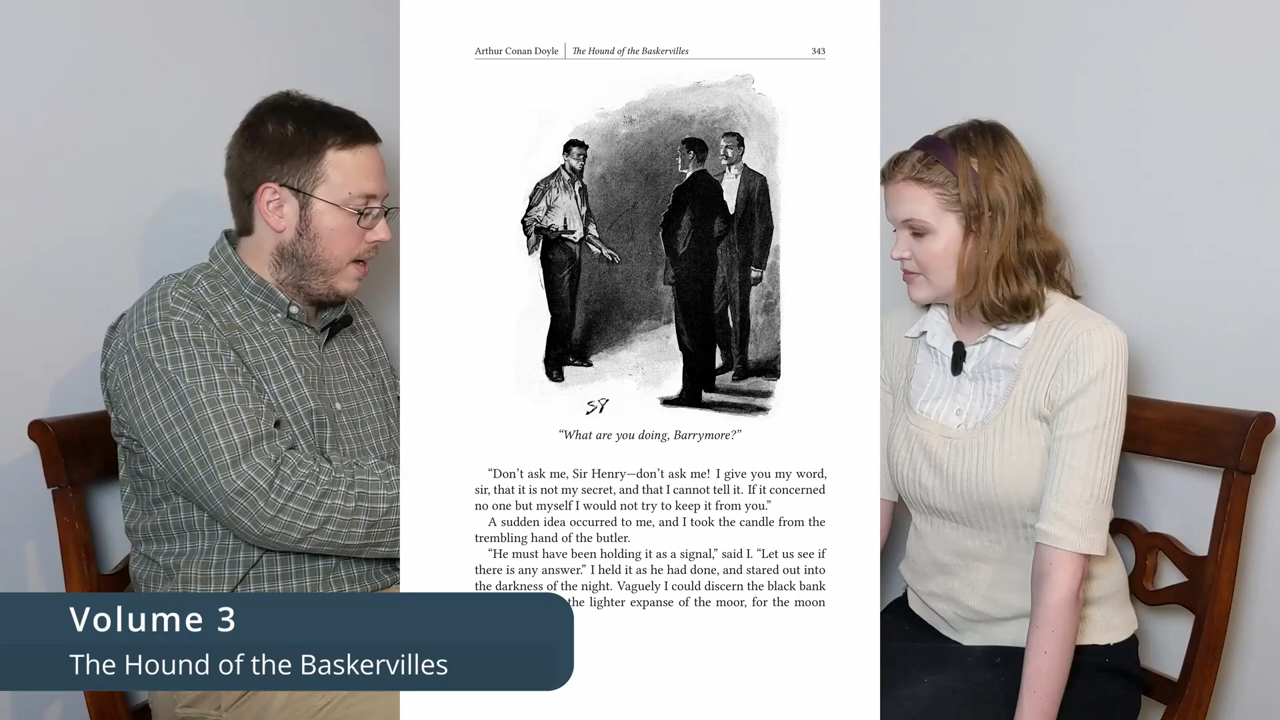 Arthur Conan Doyle | The Hound of the Baskervilles 343
SP
“What are you doing, Barrymore?”
“Don’t ask me, Sir Henry—don’t ask me! I give you my word,
sir, that it is not my secret, and that I cannot tell it. If it concerned
no one but myself I would not try to keep it from you.”
A sudden idea occurred to me, and I took the candle from the
trembling hand of the butler.
“He must have been holding it as a signal,” said I. “Let us see if
there is any answer.” I held it as he had done, and stared out into
the darkness of the night. Vaguely I could discern the black bank
the lighter expanse of the moor, for the moon
Volume 3
The Hound of the Baskervilles